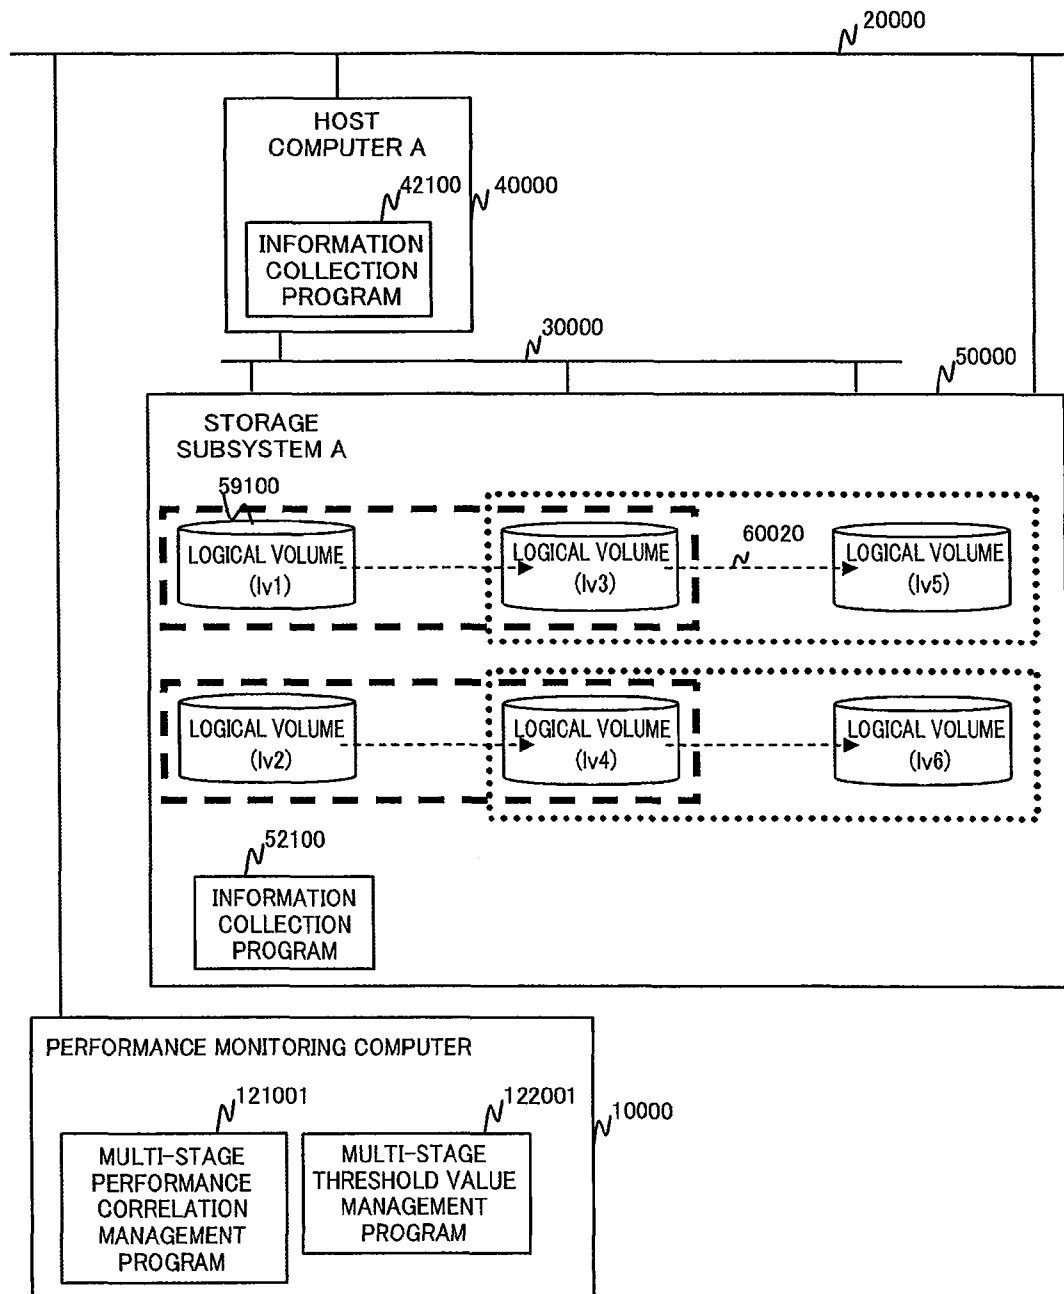 20000
HOST
COMPUTER A
42100
40000
INFORMATION
COLLECTION
PROGRAM
30000
50000
STORAGE
SUBSYSTEM A
59100
60020
LOGICAL VOLUME
(lv1)
LOGICAL VOLUME
(lv3)
LOGICAL VOLUME
(lv5)
LOGICAL VOLUME
(lv2)
LOGICAL VOLUME
(lv4)
LOGICAL VOLUME
(lv6)
52100
INFORMATION
COLLECTION
PROGRAM
PERFORMANCE MONITORING COMPUTER
121001
122001
10000
MULTI-STAGE
PERFORMANCE
CORRELATION
MANAGEMENT
PROGRAM
MULTI-STAGE
THRESHOLD VALUE
MANAGEMENT
PROGRAM